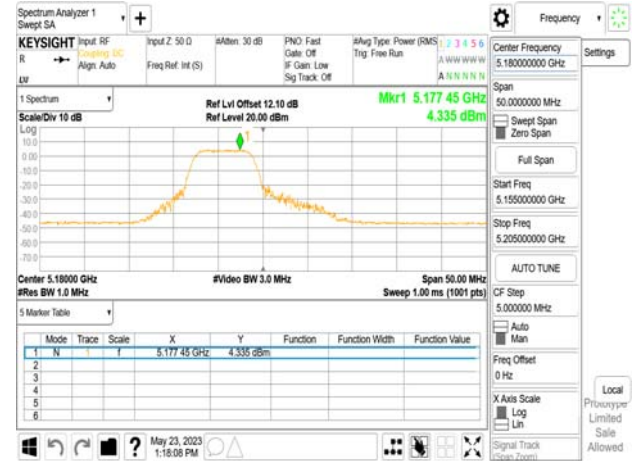 Spectrum Analyzer 1
Swept SA
+
Frequency
KEYSIGHT
R
Input: RF
Coupling: DC
Align: Auto
Input Z: 50 Ω
Freq Ref: Int (S)
#Atten: 30 dB
PNO: Fast
Gate: Off
IF Gain: Low
Sig Track: Off
#Avg Type: Power (RMS
Trig: Free Run
1 2 3 4 5 6
A W W W W W
A N N N N N
1 Spectrum
Scale/Div 10 dB
Ref Lvl Offset 12.10 dB
Ref Level 20.00 dBm
Mkr1 5.177 45 GHz
4.335 dBm
Log
10.0
0.00
-10.0
-20.0
-30.0
-40.0
-50.0
-60.0
-70.0
1
Center 5.18000 GHz
#Res BW 1.0 MHz
#Video BW 3.0 MHz
Span 50.00 MHz
Sweep 1.00 ms (1001 pts)
5 Marker Table
Mode Trace Scale X Y Function Function Width Function Value
1 N 1 f 5.177 45 GHz 4.335 dBm
2
3
4
5
6
May 23, 2023
1:18:08 PM
Center Frequency
5.180000000 GHz
Settings
Span
50.0000000 MHz
Swept Span
Zero Span
Full Span
Start Freq
5.155000000 GHz
Stop Freq
5.205000000 GHz
AUTO TUNE
CF Step
5.000000 MHz
Auto
Man
Freq Offset
0 Hz
X Axis Scale
Log
Lin
Signal Track
(Span Zoom)
Local
Prototype
Limited
Sale
Allowed